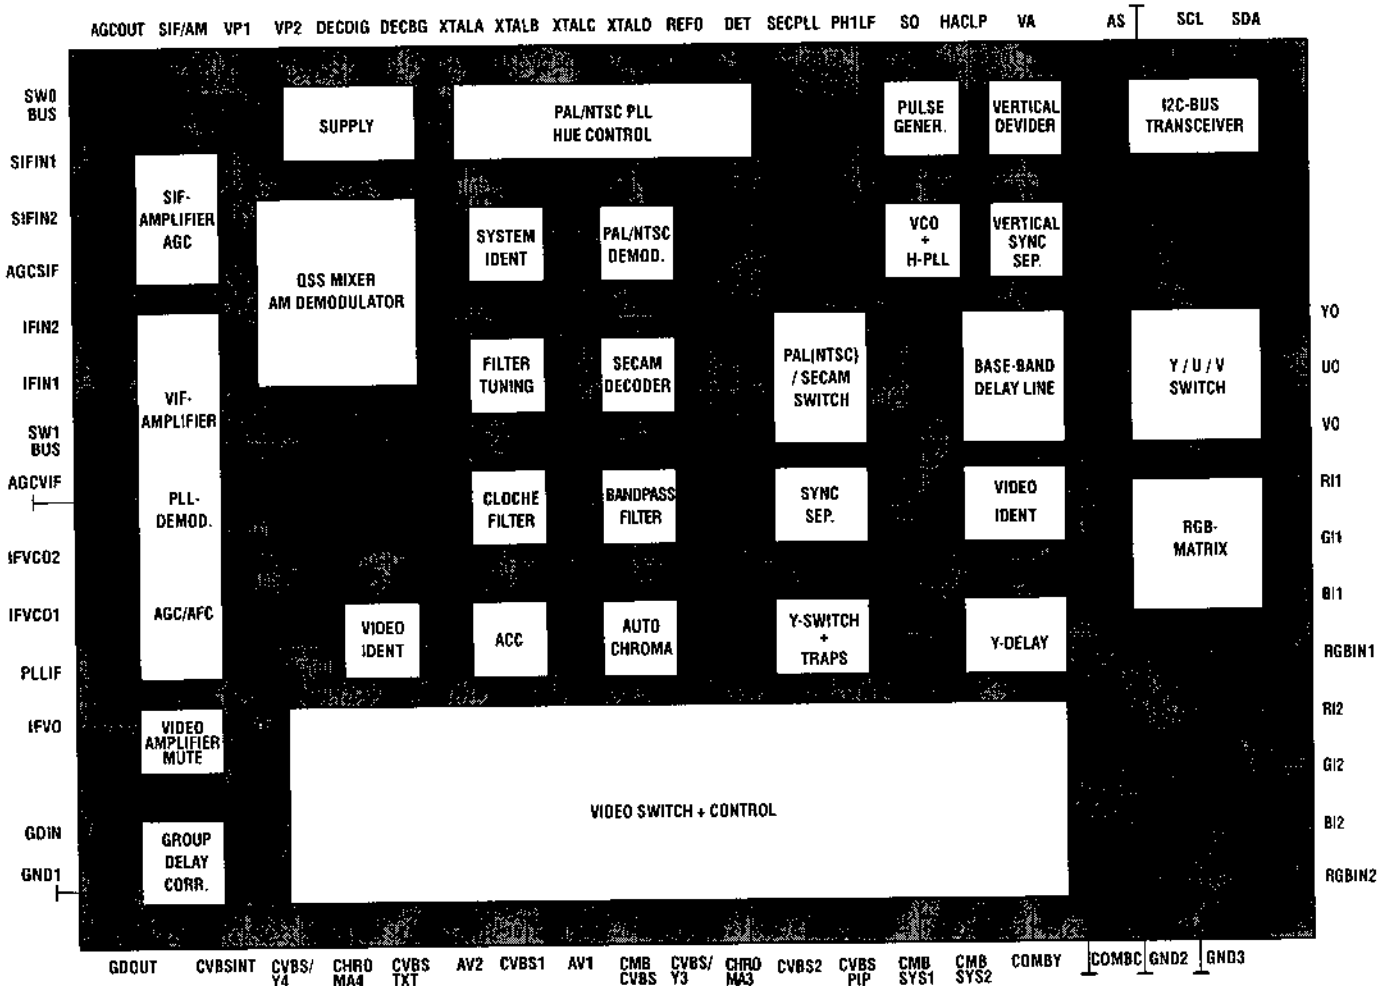 AGCOUT SIF/AM VP1 VP2 DECDIG DECBG XTALA XTALB XTALC XTALD REFO DET SECPLL PH1LF SO HACLP VA AS SCL SDA
SW0
BUS
SIFIN1
SIFIN2
AGCSIF
IFIN2
IFIN1
SW1
BUS
AGCVIF
IFVCO2
IFVCO1
PLLIF
IFVO
GDIN
GND1
SUPPLY
PAL/NTSC PLL
HUE CONTROL
PULSE
GENER.
VERTICAL
DEVIDER
I2C-BUS
TRANSCEIVER
SIF-
AMPLIFIER
AGC
QSS MIXER
AM DEMODULATOR
SYSTEM
IDENT
PAL/NTSC
DEMOD.
VCO
+
H-PLL
VERTICAL
SYNC
SEP.
VIF-
AMPLIFIER
PLL-
DEMOD.
AGC/AFC
FILTER
TUNING
SECAM
DECODER
PAL(NTSC)
/ SECAM
SWITCH
BASE-BAND
DELAY LINE
Y / U / V
SWITCH
CLOCHE
FILTER
BANDPASS
FILTER
SYNC
SEP.
VIDEO
IDENT
RGB-
MATRIX
VIDEO
IDENT
ACC
AUTO
CHROMA
Y-SWITCH
+
TRAPS
Y-DELAY
VIDEO
AMPLIFIER
MUTE
VIDEO SWITCH + CONTROL
GROUP
DELAY
CORR.
YO
UO
VO
RI1
GI1
BI1
RGBIN1
RI2
GI2
BI2
RGBIN2
GDOUT CVBSINT CVBS/ CHRO CVBS AV2 CVBS1 AV1 CMB CVBS/ CHRO CVBS2 CVBS CMB CMB COMBY COMBC GND2 GND3
Y4 MA4 TXT CVBS Y3 MA3 PIP SYS1 SYS2